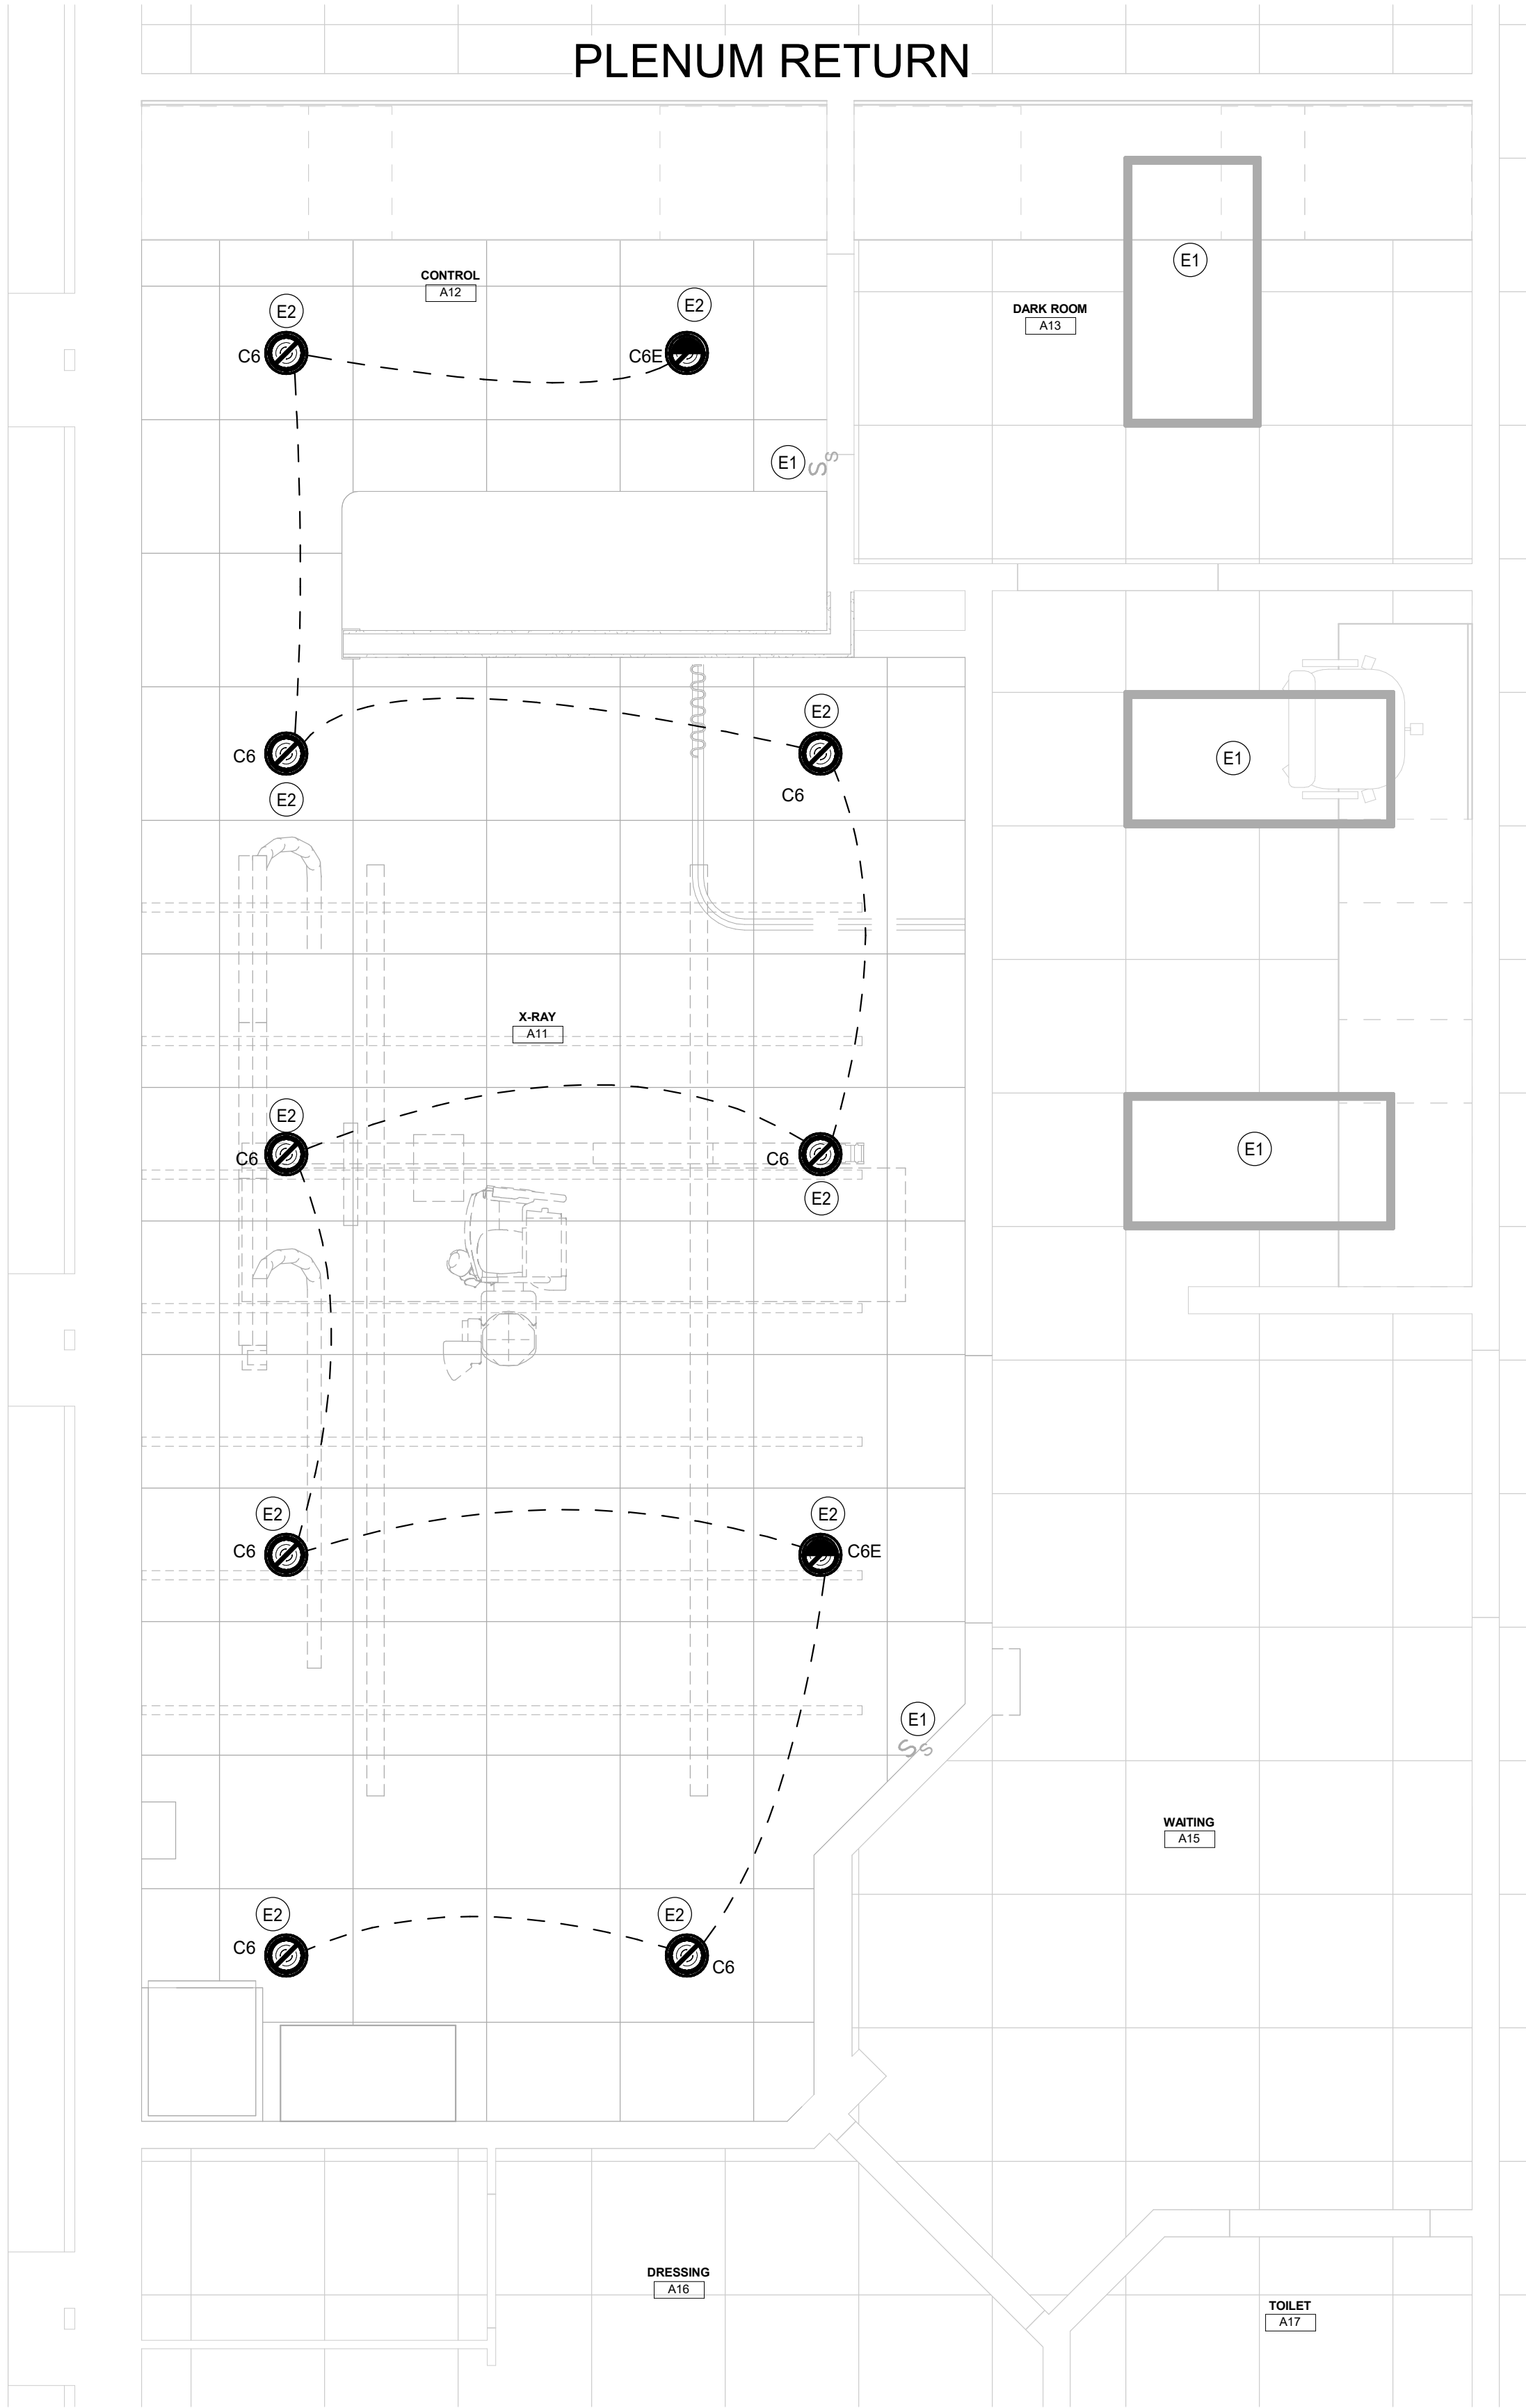 PLENUM RETURN
E1
CONTROL
A12
E2
E2
DARK ROOM
A13
C6
C6E
E1
S
S
E2
C6
C6
E2
E1
X-RAY
A11
E2
E1
C6
C6
E2
E2
E2
C6
C6E
E1
S
S
WAITING
A15
E2
E2
C6
C6
DRESSING
A16
TOILET
A17